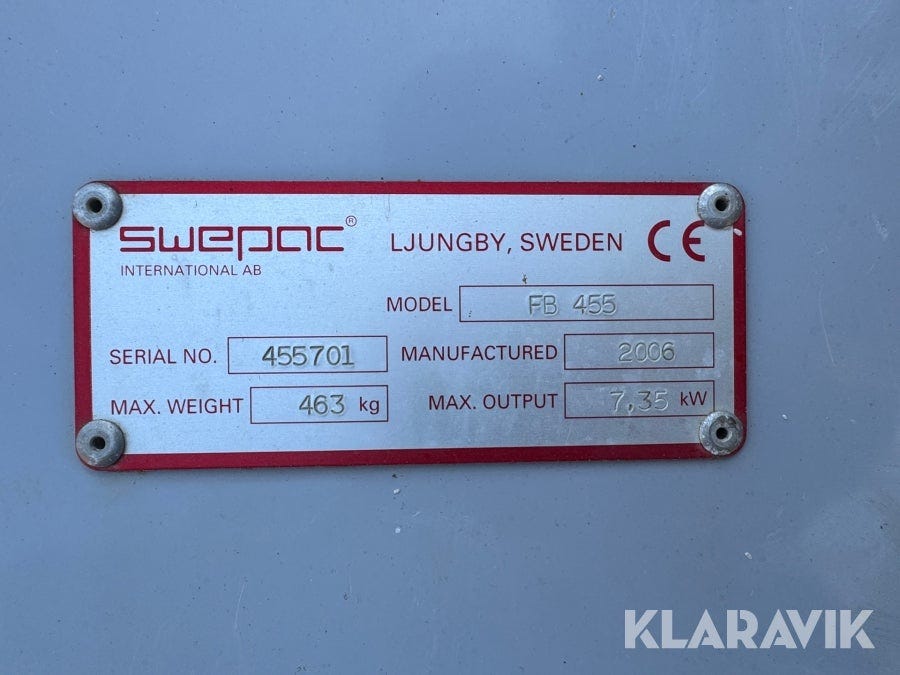 swepac® LJUNGBY, SWEDEN CE
INTERNATIONAL AB
MODEL FB 455
SERIAL NO. 455701 MANUFACTURED 2006
MAX. WEIGHT 463 kg MAX. OUTPUT 7,35 kW
KLARAVIK